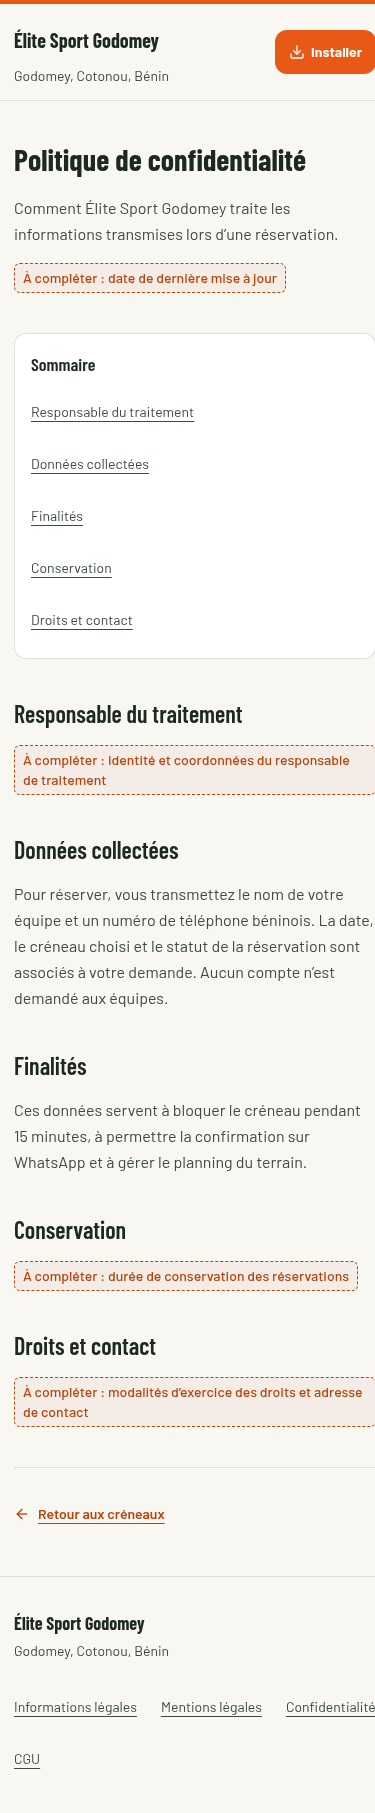 Élite Sport Godomey
Godomey, Cotonou, Bénin
Installer
Politique de confidentialité
Comment Élite Sport Godomey traite les
informations transmises lors d’une réservation.
À compléter : date de dernière mise à jour
Sommaire
Responsable du traitement
Données collectées
Finalités
Conservation
Droits et contact
Responsable du traitement
À compléter : identité et coordonnées du responsable
de traitement
Données collectées
Pour réserver, vous transmettez le nom de votre
équipe et un numéro de téléphone béninois. La date,
le créneau choisi et le statut de la réservation sont
associés à votre demande. Aucun compte n’est
demandé aux équipes.
Finalités
Ces données servent à bloquer le créneau pendant
15 minutes, à permettre la confirmation sur
WhatsApp et à gérer le planning du terrain.
Conservation
À compléter : durée de conservation des réservations
Droits et contact
À compléter : modalités d’exercice des droits et adresse
de contact
Retour aux créneaux
Élite Sport Godomey
Godomey, Cotonou, Bénin
Informations légales Mentions légales Confidentialité
CGU